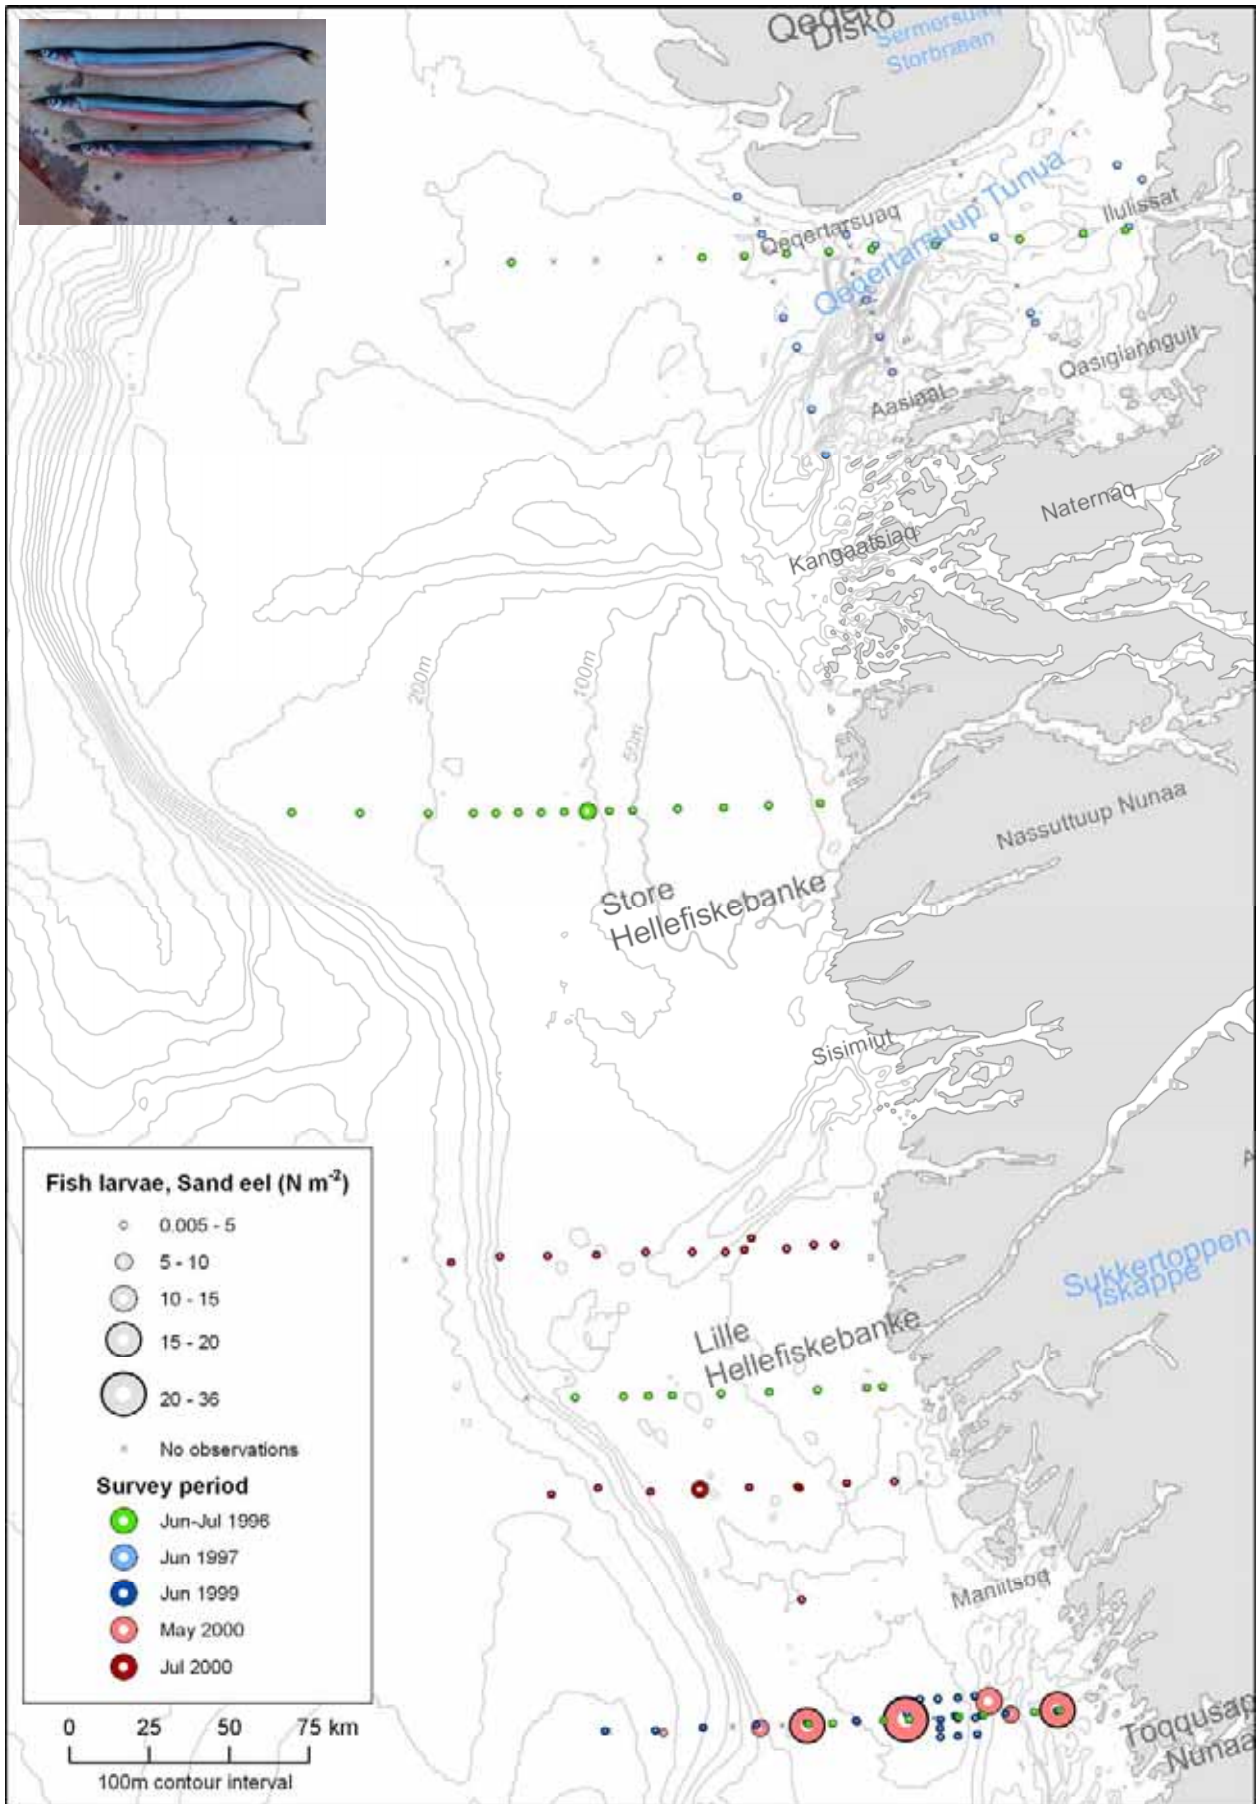 Qeqert
Disko
Sermersuaq
Storbræen
Qeqertarsuup Tunua
Ilulissat
Qeqertarsuaq
Qasigiannguit
Aasiaat
Naternaq
Kangaatsiaq
200m
100m
50m
Nassuttuup Nunaa
Store
Hellefiskebanke
Sisimiut
A
Sukkertoppen
Iskappe
Lille
Hellefiskebanke
Maniitsoq
Toqqusap
Nunaa
Fish larvae, Sand eel (N m⁻²)
0.005 - 5
5 - 10
10 - 15
15 - 20
20 - 36
No observations
Survey period
Jun-Jul 1996
Jun 1997
Jun 1999
May 2000
Jul 2000
0 25 50 75 km
100m contour interval